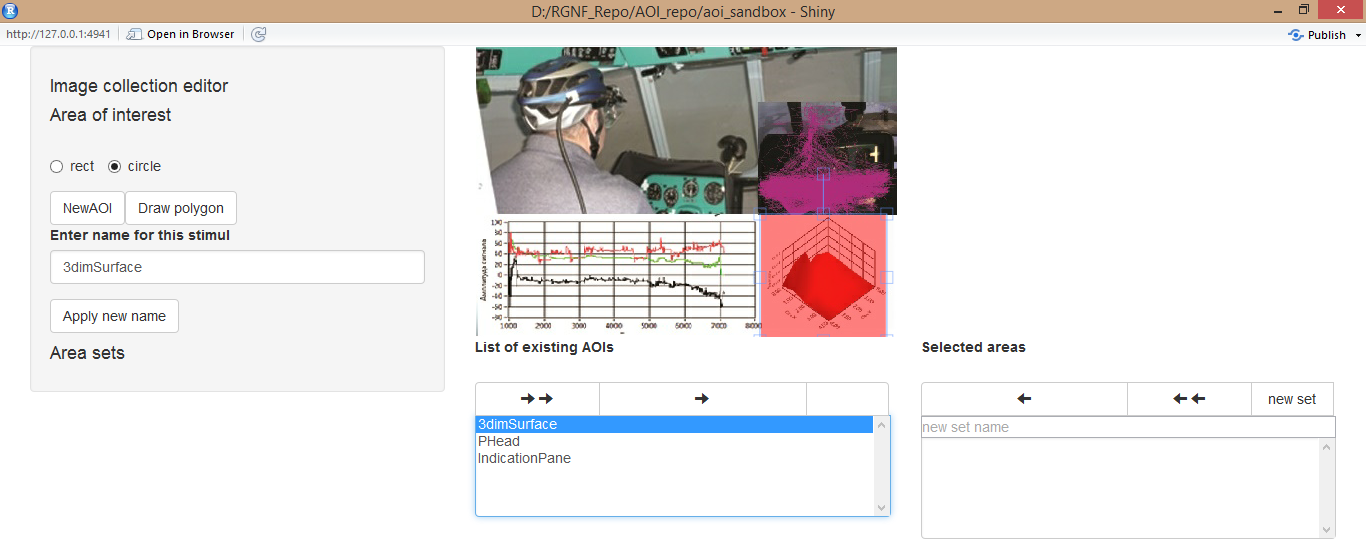 D:/RGNF_Repo/AOI_repo/aoi_sandbox - Shiny
http://127.0.0.1:4941 Open in Browser Publish
Image collection editor
Area of interest
rect circle
NewAOI Draw polygon
Enter name for this stimul
3dimSurface
Apply new name
Area sets
Амплитуда сигнала
100
80
60
40
20
0
-20
-40
-60
-80
1000 2000 3000 4000 5000 6000 7000 8000
List of existing AOIs
3dimSurface
PHead
IndicationPane
Selected areas
new set
new set name